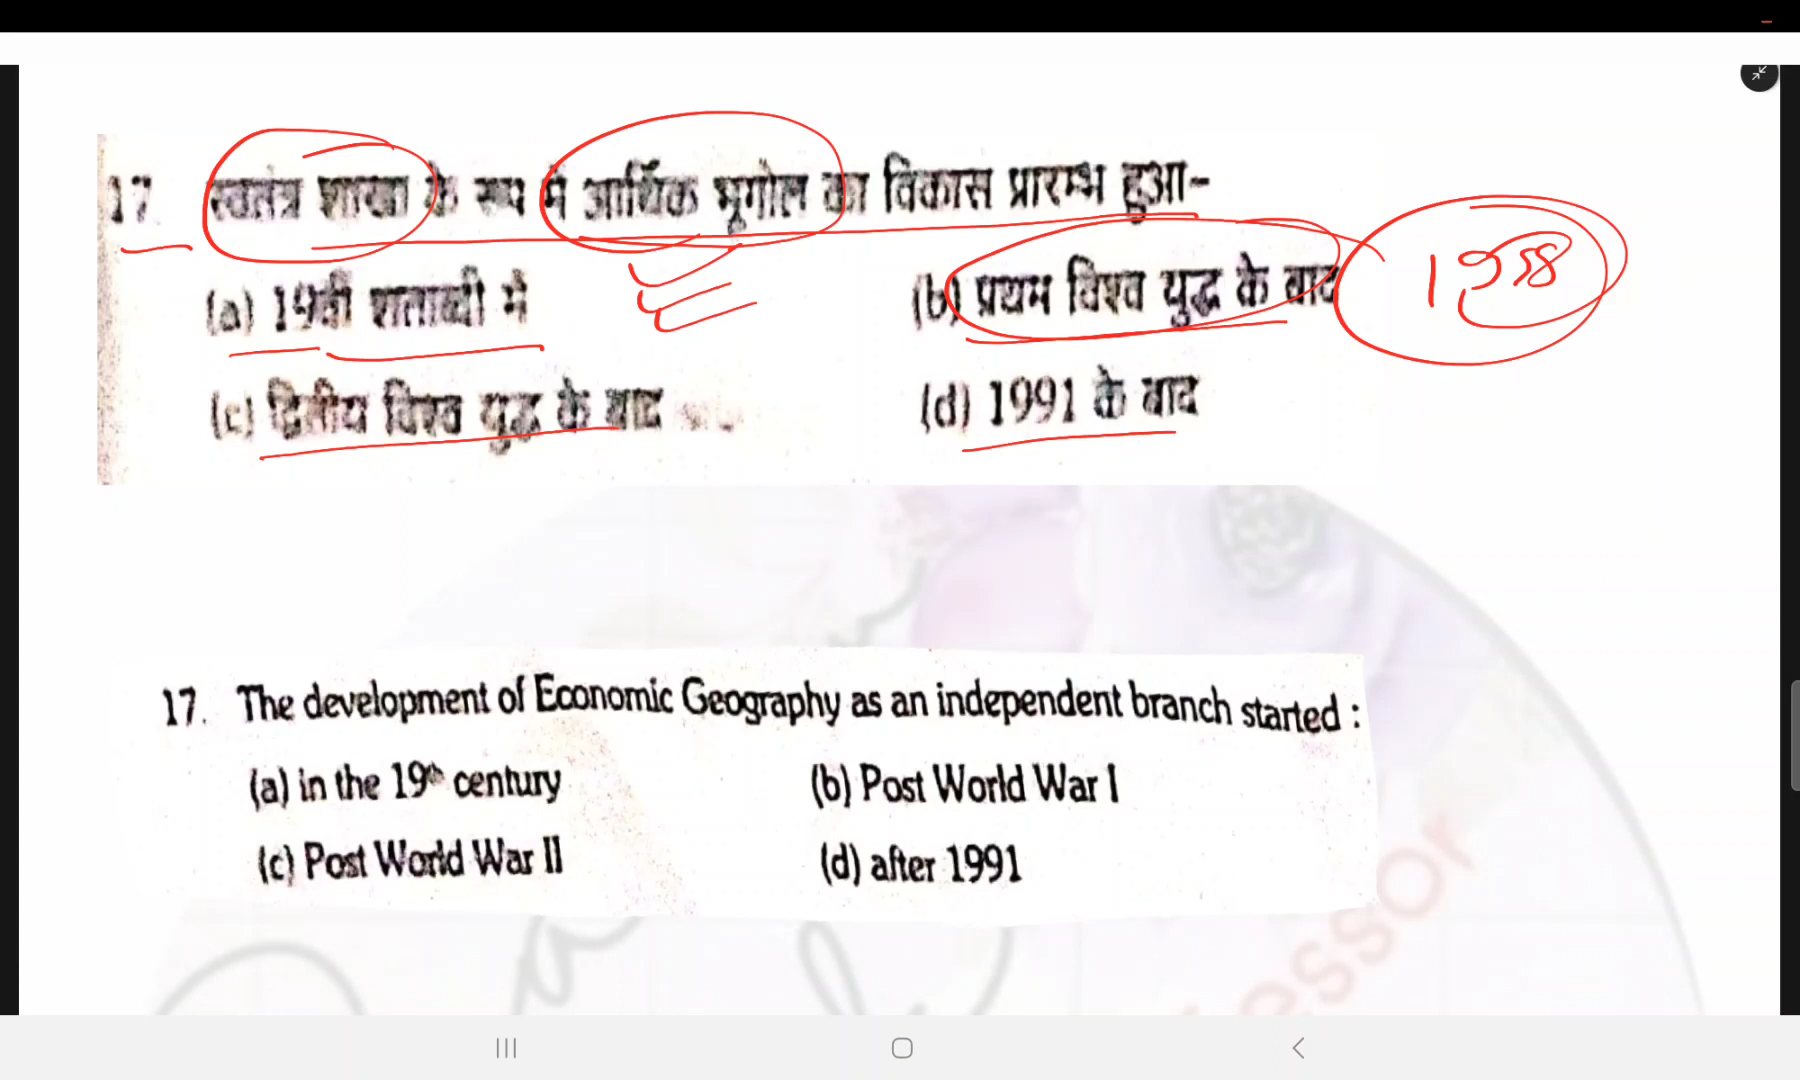 17. स्वतंत्र शाखा के रूप में आर्थिक भूगोल का विकास प्रारम्भ हुआ-
(a) 19वीं शताब्दी में (b) प्रथम विश्व युद्ध के बाद
(c) द्वितीय विश्व युद्ध के बाद (d) 1991 के बाद
17. The development of Economic Geography as an independent branch started :
(a) in the 19th century (b) Post World War I
(c) Post World War II (d) after 1991